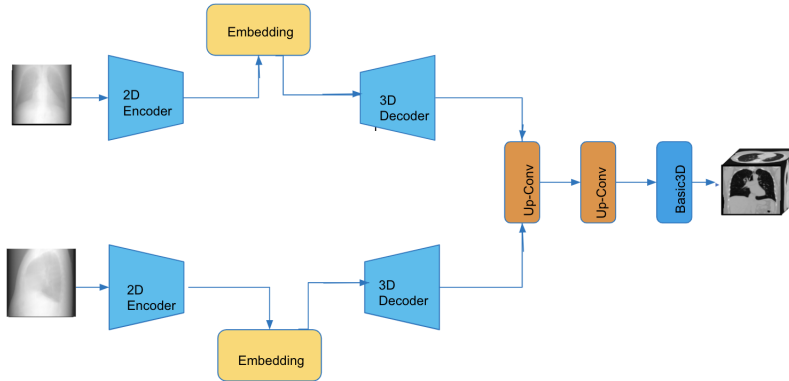 Embedding
2D
Encoder
3D
Decoder
Up-Conv
Up-Conv
Basic3D
2D
Encoder
3D
Decoder
Embedding